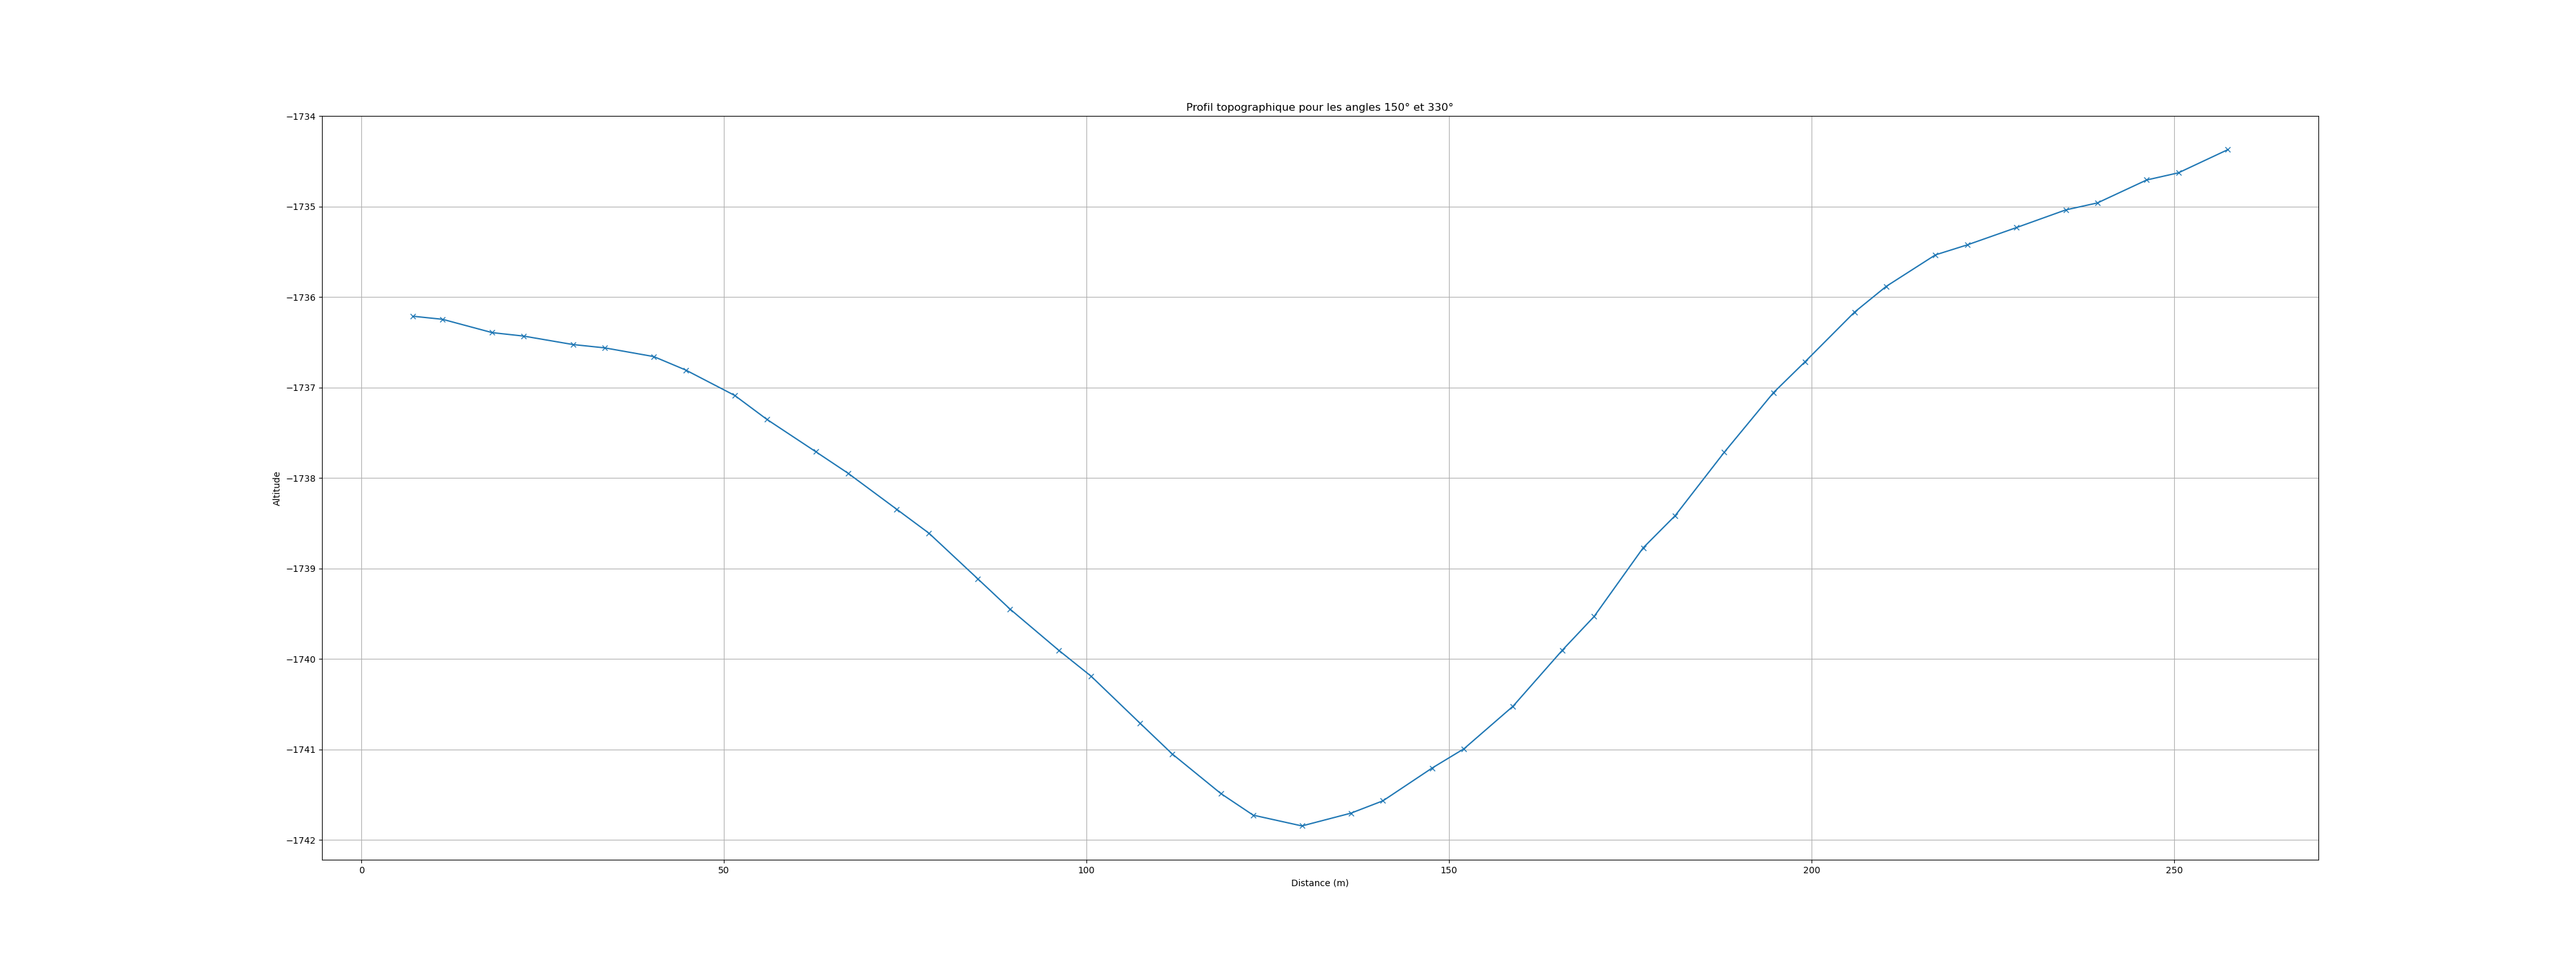 Profil topographique pour les angles 150° et 330°
−1734
−1735
−1736
−1737
−1738
−1739
−1740
−1741
−1742
Altitude
0 50 100 150 200 250
Distance (m)